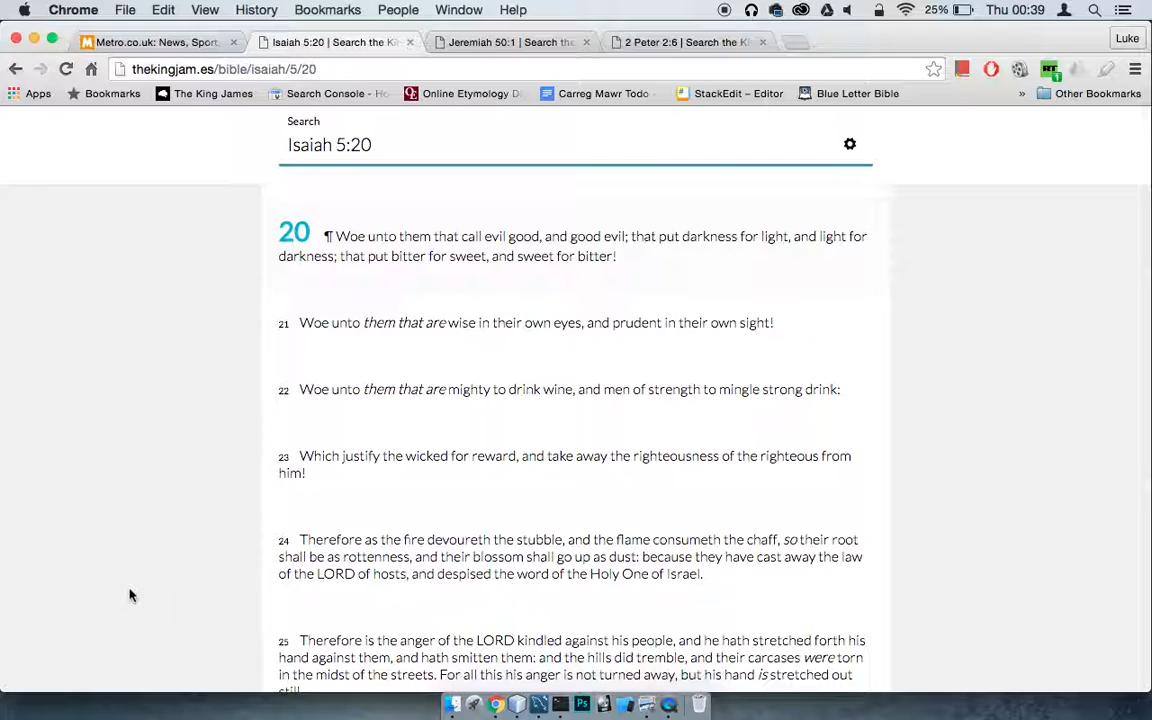 Chrome File Edit View History Bookmarks People Window Help 25% Thu 00:39
Metro.co.uk: News, Sport, Isaiah 5:20 | Search the Ki Jeremiah 50:1 | Search the 2 Peter 2:6 | Search the Ki Luke
thekingjam.es/bible/isaiah/5/20
Apps Bookmarks The King James Search Console - Ho Online Etymology D Carreg Mawr Todo StackEdit – Editor Blue Letter Bible » Other Bookmarks
Search
Isaiah 5:20
20 ¶ Woe unto them that call evil good, and good evil; that put darkness for light, and light for
darkness; that put bitter for sweet, and sweet for bitter!
21 Woe unto them that are wise in their own eyes, and prudent in their own sight!
22 Woe unto them that are mighty to drink wine, and men of strength to mingle strong drink:
23 Which justify the wicked for reward, and take away the righteousness of the righteous from
him!
24 Therefore as the fire devoureth the stubble, and the flame consumeth the chaff, so their root
shall be as rottenness, and their blossom shall go up as dust: because they have cast away the law
of the LORD of hosts, and despised the word of the Holy One of Israel.
25 Therefore is the anger of the LORD kindled against his people, and he hath stretched forth his
hand against them, and hath smitten them: and the hills did tremble, and their carcases were torn
in the midst of the streets. For all this his anger is not turned away, but his hand is stretched out
still.
Ps